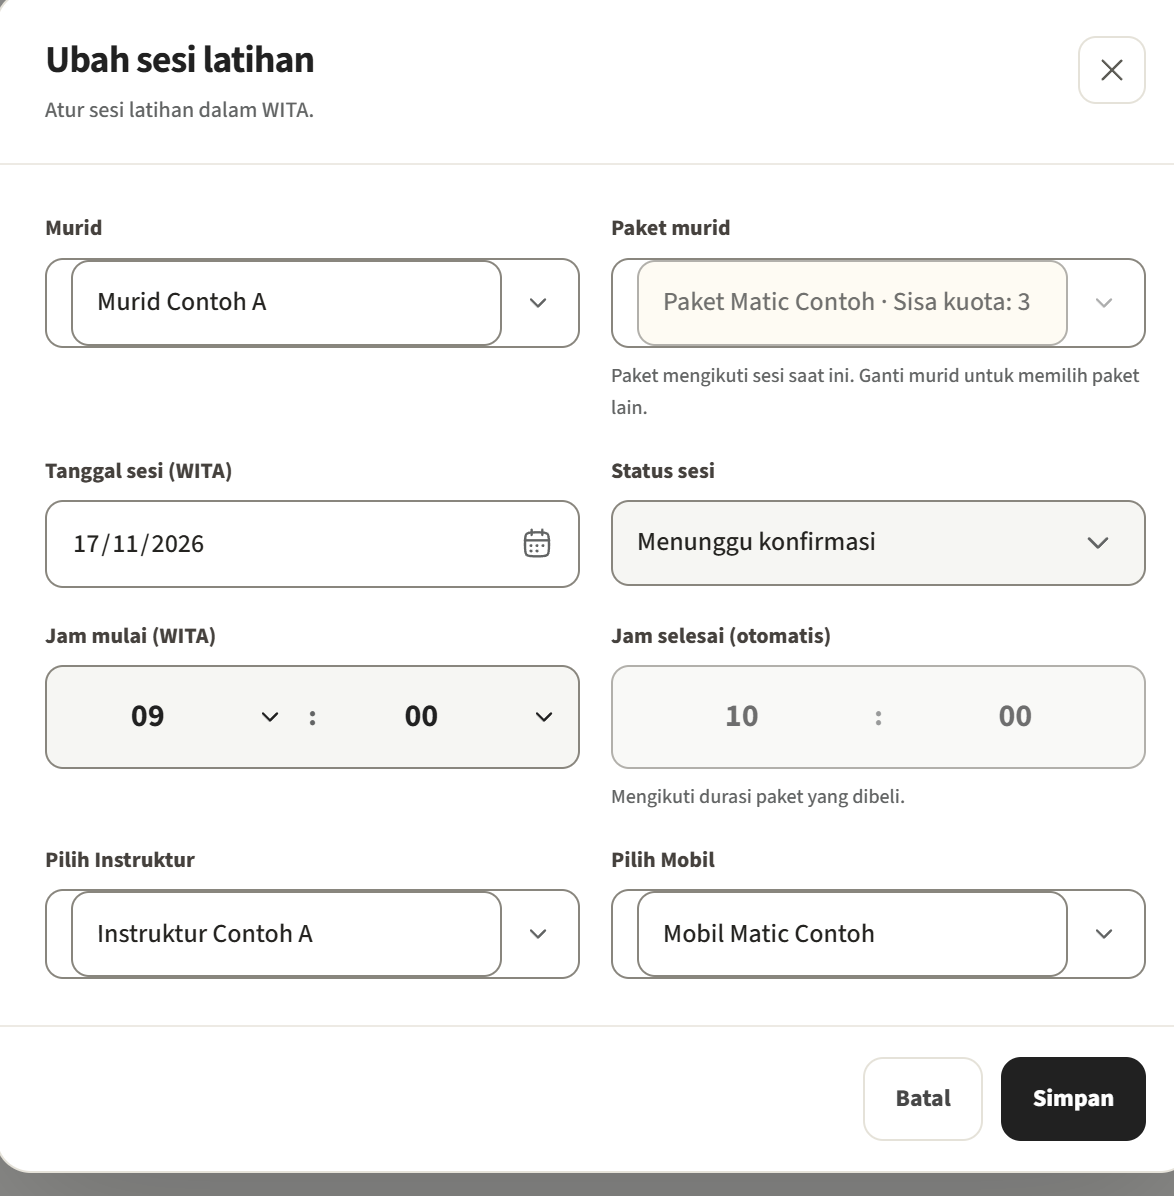 Ubah sesi latihan
Atur sesi latihan dalam WITA.
Murid
Murid Contoh A
Paket murid
Paket Matic Contoh · Sisa kuota: 3
Paket mengikuti sesi saat ini. Ganti murid untuk memilih paket
lain.
Tanggal sesi (WITA)
17/11/2026
Status sesi
Menunggu konfirmasi
Jam mulai (WITA)
09 : 00
Jam selesai (otomatis)
10 : 00
Mengikuti durasi paket yang dibeli.
Pilih Instruktur
Instruktur Contoh A
Pilih Mobil
Mobil Matic Contoh
Batal
Simpan